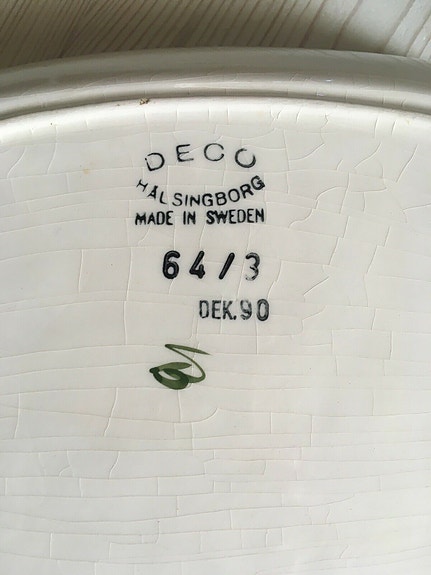 DECO
HÄLSINGBORG
MADE IN SWEDEN
64/3
DEK.90